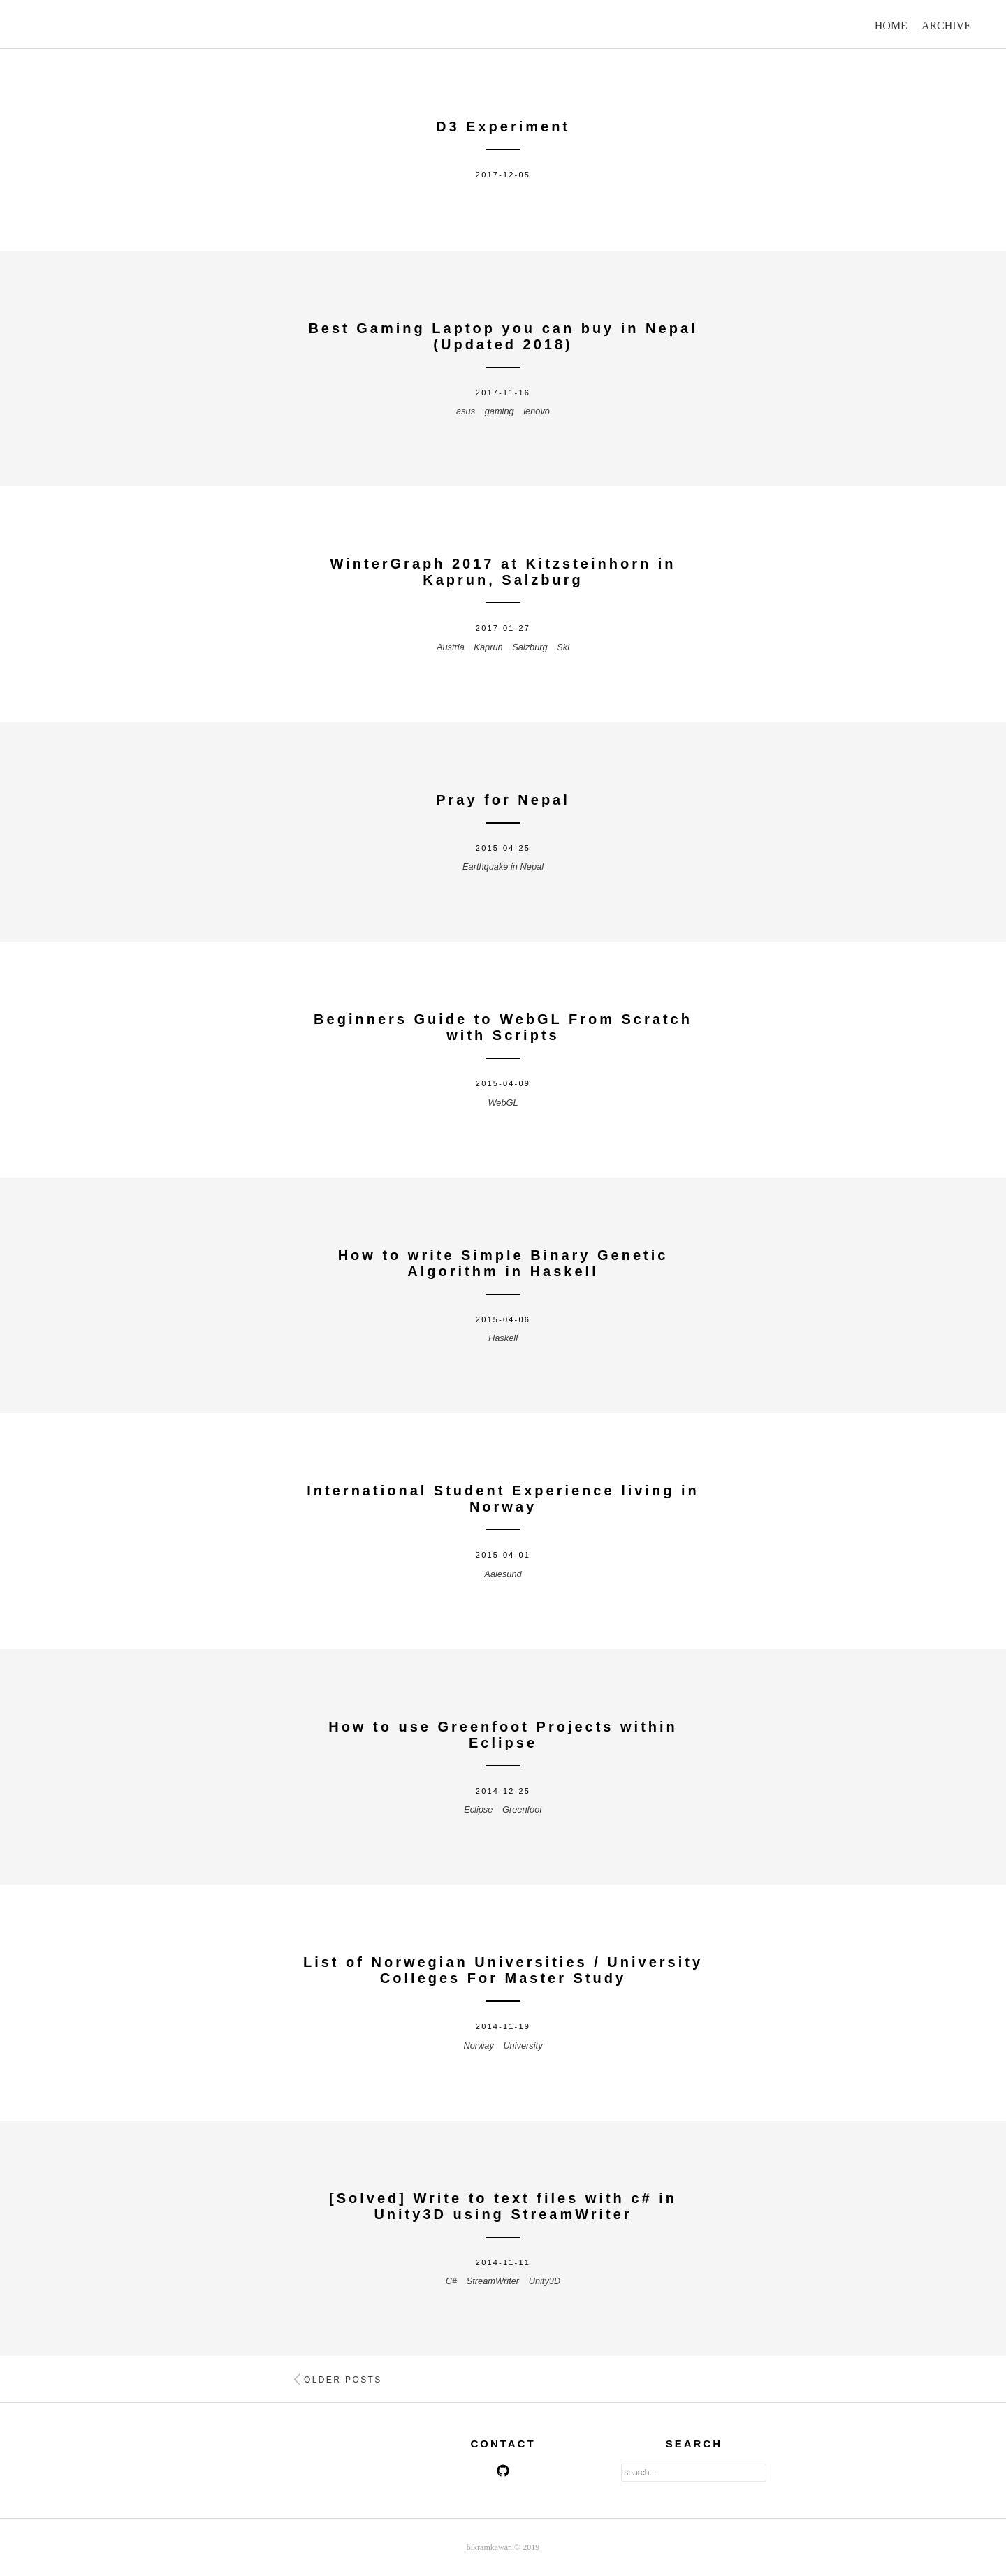 HOME ARCHIVE
D3 Experiment
2017-12-05
Best Gaming Laptop you can buy in Nepal
(Updated 2018)
2017-11-16
asus gaming lenovo
WinterGraph 2017 at Kitzsteinhorn in
Kaprun, Salzburg
2017-01-27
Austria Kaprun Salzburg Ski
Pray for Nepal
2015-04-25
Earthquake in Nepal
Beginners Guide to WebGL From Scratch
with Scripts
2015-04-09
WebGL
How to write Simple Binary Genetic
Algorithm in Haskell
2015-04-06
Haskell
International Student Experience living in
Norway
2015-04-01
Aalesund
How to use Greenfoot Projects within
Eclipse
2014-12-25
Eclipse Greenfoot
List of Norwegian Universities / University
Colleges For Master Study
2014-11-19
Norway University
[Solved] Write to text files with c# in
Unity3D using StreamWriter
2014-11-11
C# StreamWriter Unity3D
OLDER POSTS
CONTACT
SEARCH
search...
bikramkawan © 2019